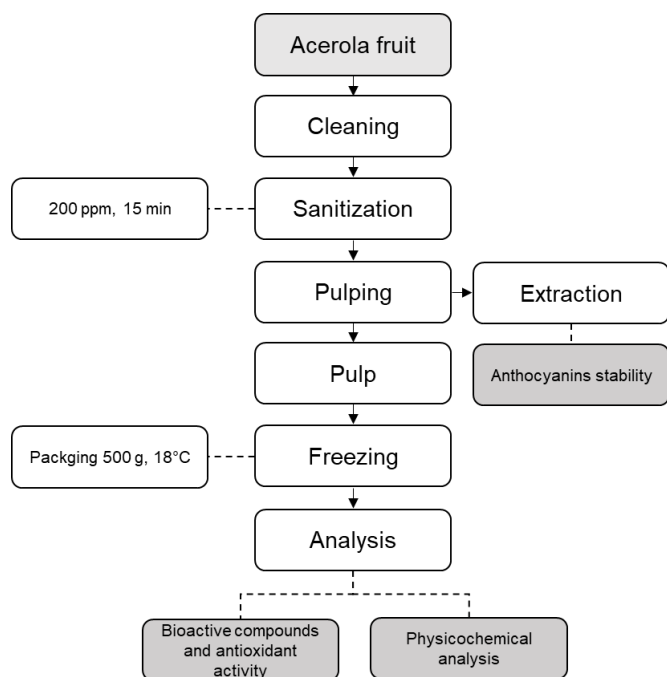 Acerola fruit
Cleaning
200 ppm, 15 min
Sanitization
Pulping
Extraction
Pulp
Anthocyanins stability
Packging 500 g, 18°C
Freezing
Analysis
Bioactive compounds
and antioxidant
activity
Physicochemical
analysis